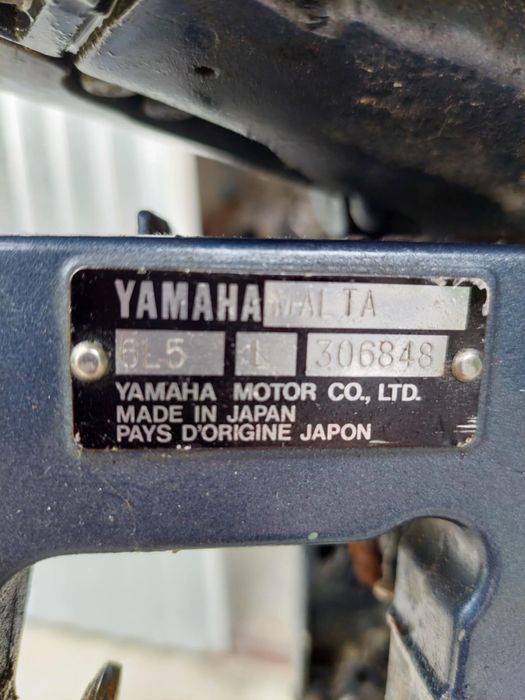 YAMAHA MALTA
6L5 L 306848
YAMAHA MOTOR CO., LTD.
MADE IN JAPAN
PAYS D'ORIGINE JAPON